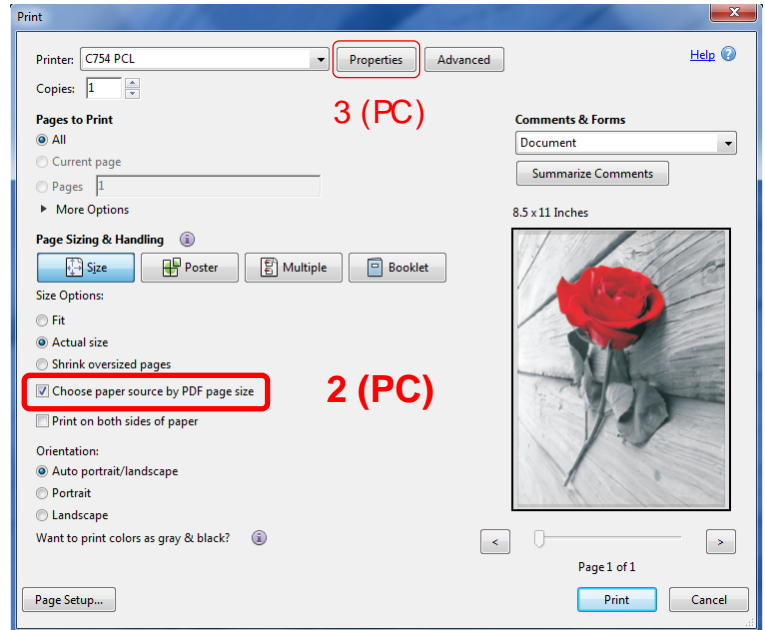 Print
Printer: C754 PCL Properties Advanced Help
Copies: 1
3 (PC)
Pages to Print
All
Current page
Pages 1
More Options
Comments & Forms
Document
Summarize Comments
8.5 x 11 Inches
Page Sizing & Handling
Size Poster Multiple Booklet
Size Options:
Fit
Actual size
Shrink oversized pages
Choose paper source by PDF page size
2 (PC)
Print on both sides of paper
Orientation:
Auto portrait/landscape
Portrait
Landscape
Want to print colors as gray & black?
< >
Page 1 of 1
Page Setup... Print Cancel